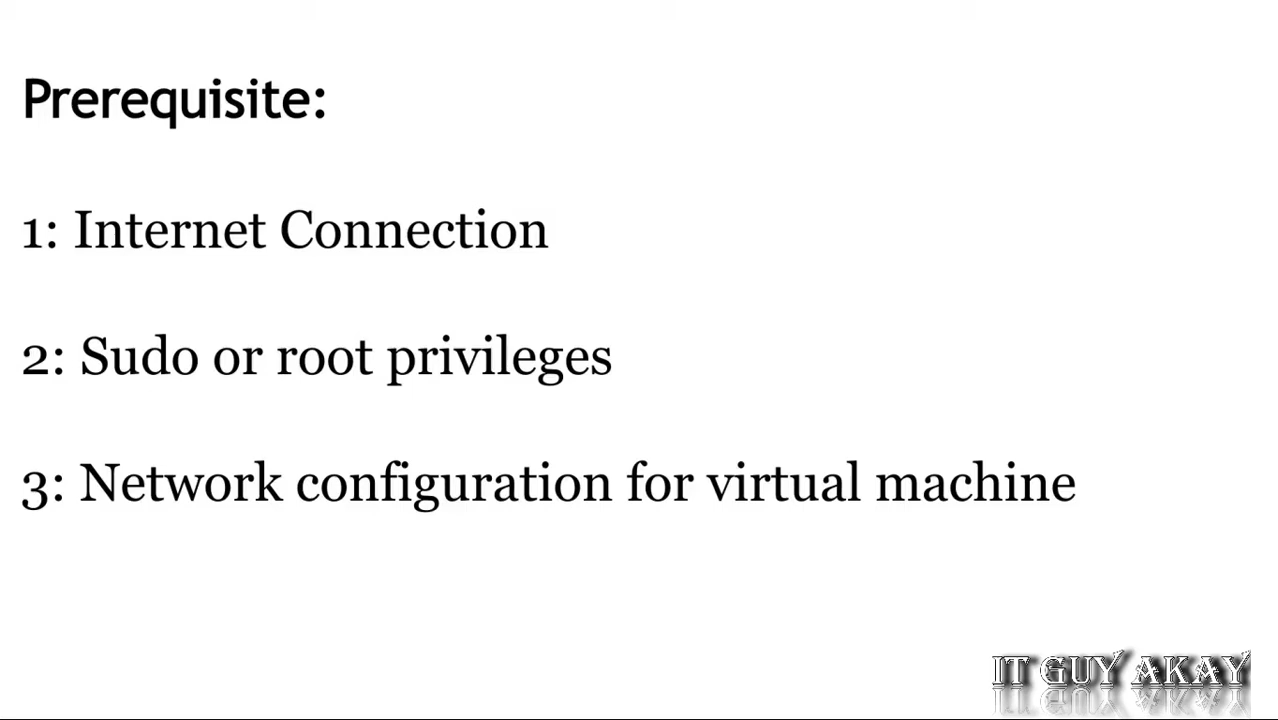 Prerequisite:
1: Internet Connection
2: Sudo or root privileges
3: Network configuration for virtual machine
IT GUY AKAY